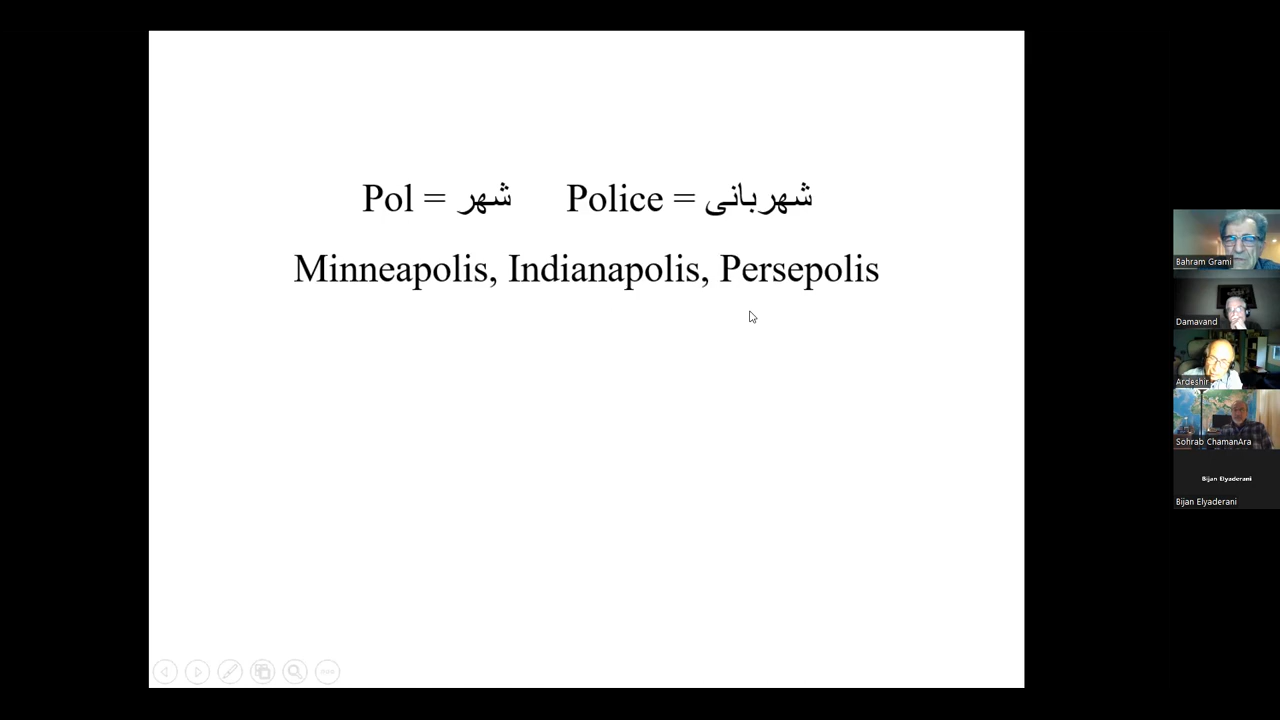 Pol = شهر Police = شهربانی
Minneapolis, Indianapolis, Persepolis
Bahram Grami
Damavand
Ardeshir
Sohrab ChamanAra
Bijan Elyaderani
Bijan Elyaderani